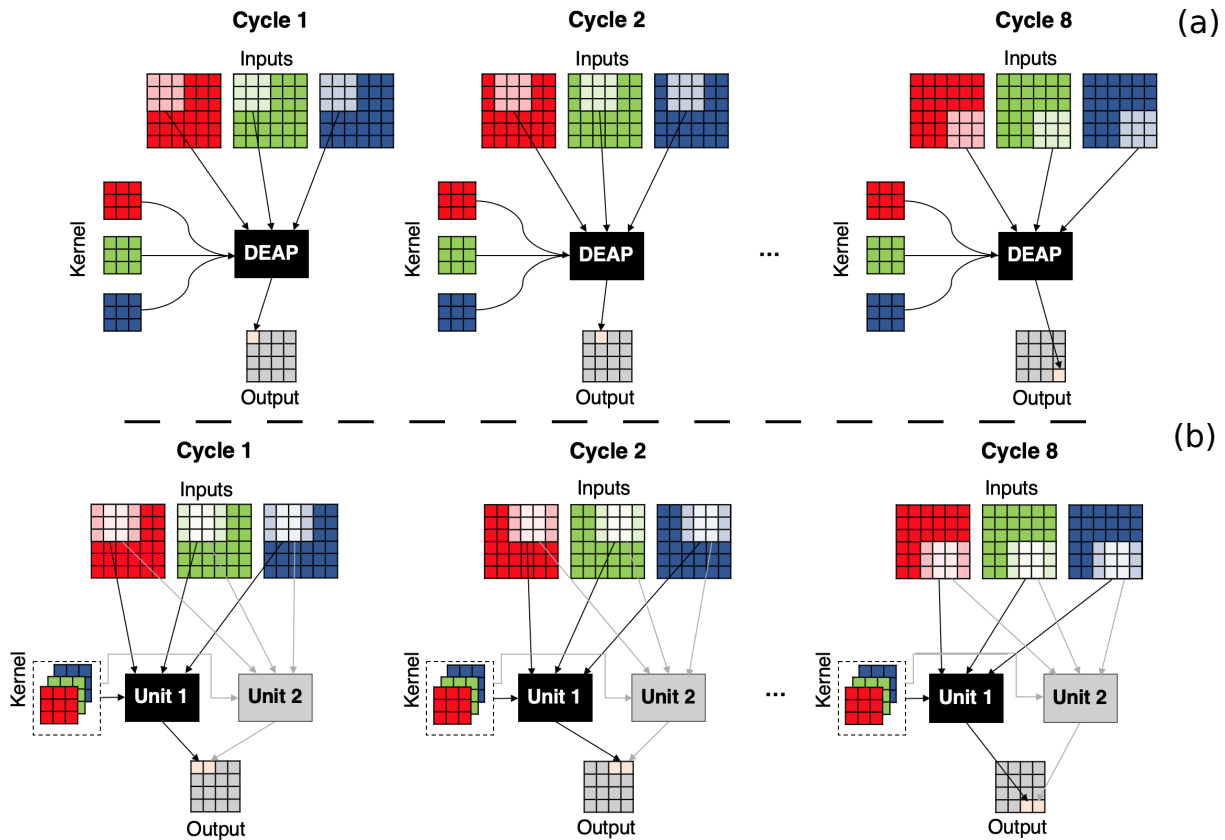 Cycle 1 Cycle 2 Cycle 8 (a)
Inputs Inputs Inputs
Kernel Kernel Kernel
DEAP DEAP ... DEAP
Output Output Output
Cycle 1 Cycle 2 Cycle 8 (b)
Inputs Inputs Inputs
Kernel Kernel Kernel
Unit 1 Unit 2 Unit 1 Unit 2 ... Unit 1 Unit 2
Output Output Output